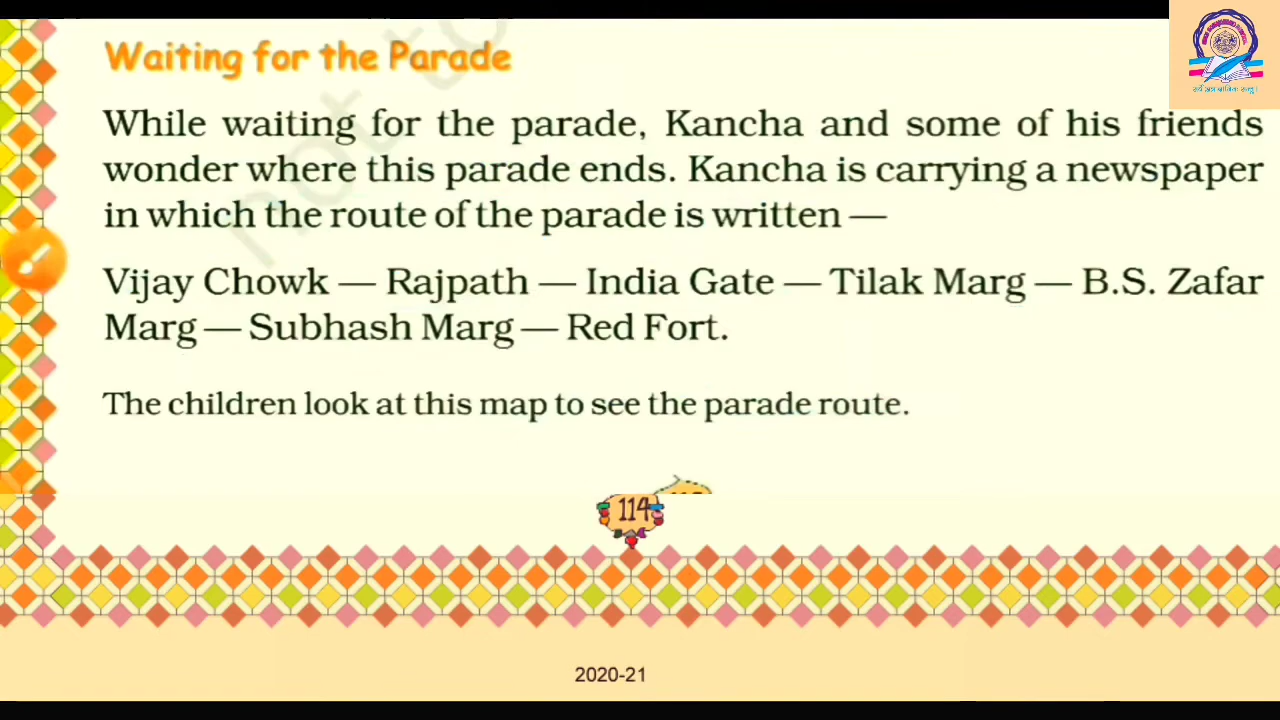 Waiting for the Parade
While waiting for the parade, Kancha and some of his friends
wonder where this parade ends. Kancha is carrying a newspaper
in which the route of the parade is written —
Vijay Chowk — Rajpath — India Gate — Tilak Marg — B.S. Zafar
Marg — Subhash Marg — Red Fort.
The children look at this map to see the parade route.
114
2020-21
not to